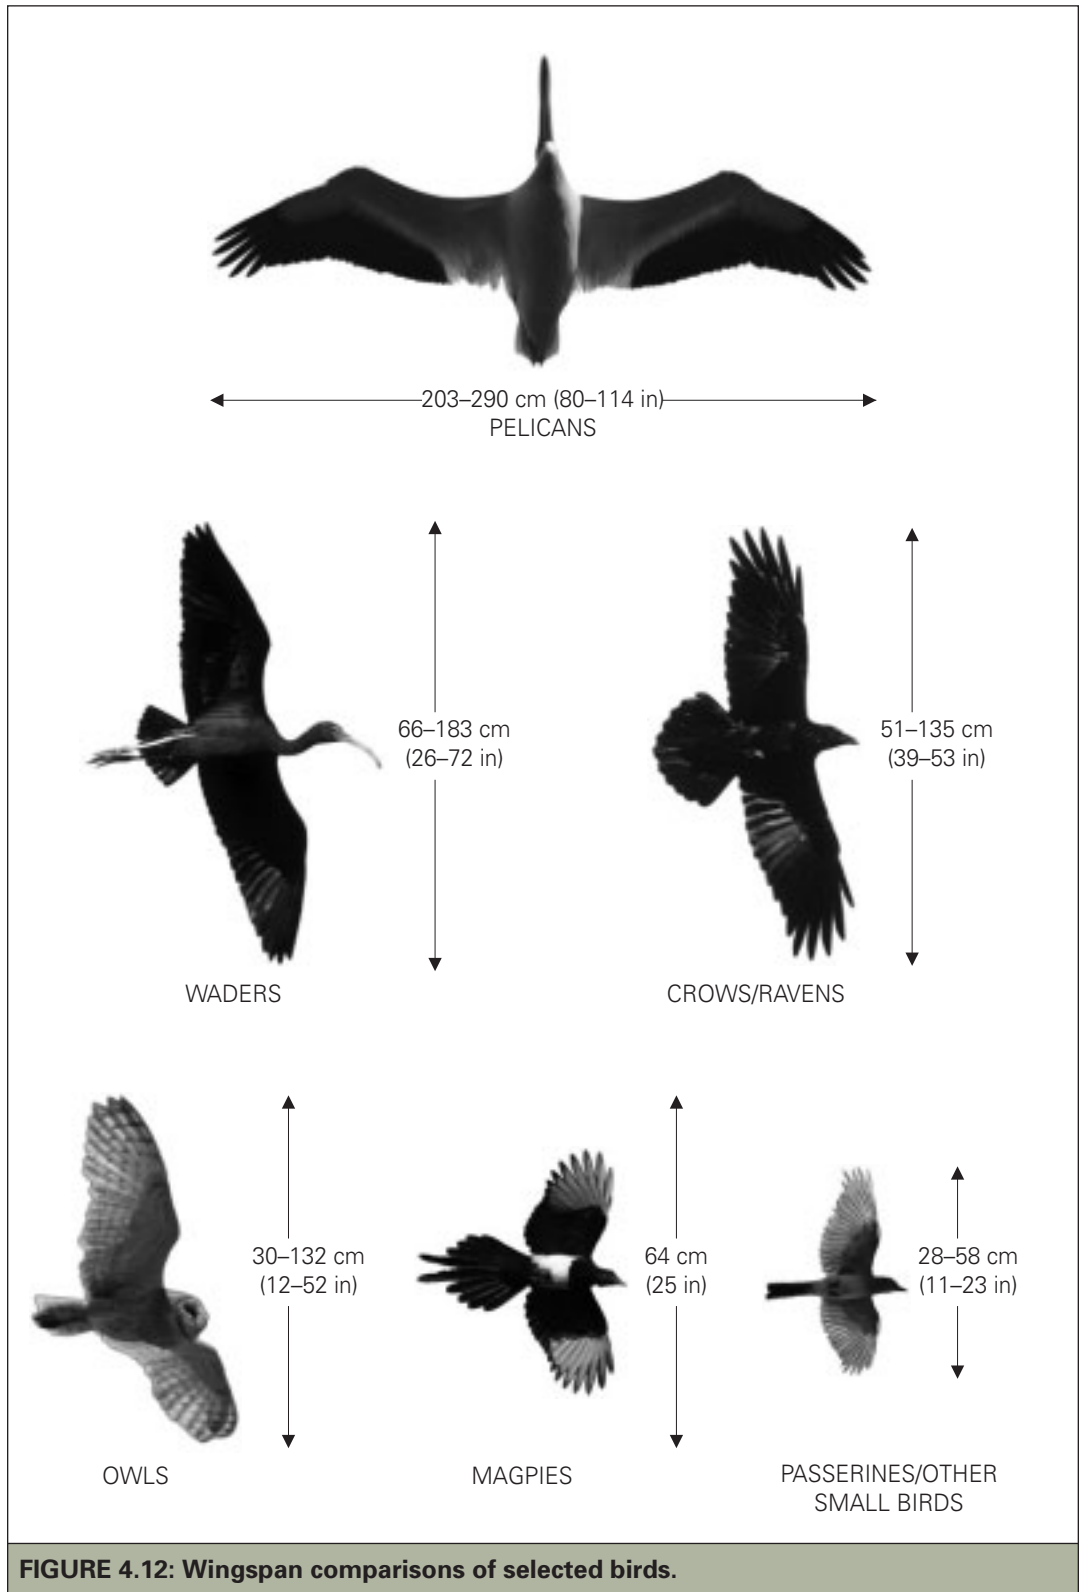 203–290 cm (80–114 in)
PELICANS
66–183 cm
(26–72 in)
WADERS
51–135 cm
(39–53 in)
CROWS/RAVENS
30–132 cm
(12–52 in)
OWLS
64 cm
(25 in)
MAGPIES
28–58 cm
(11–23 in)
PASSERINES/OTHER
SMALL BIRDS
FIGURE 4.12: Wingspan comparisons of selected birds.